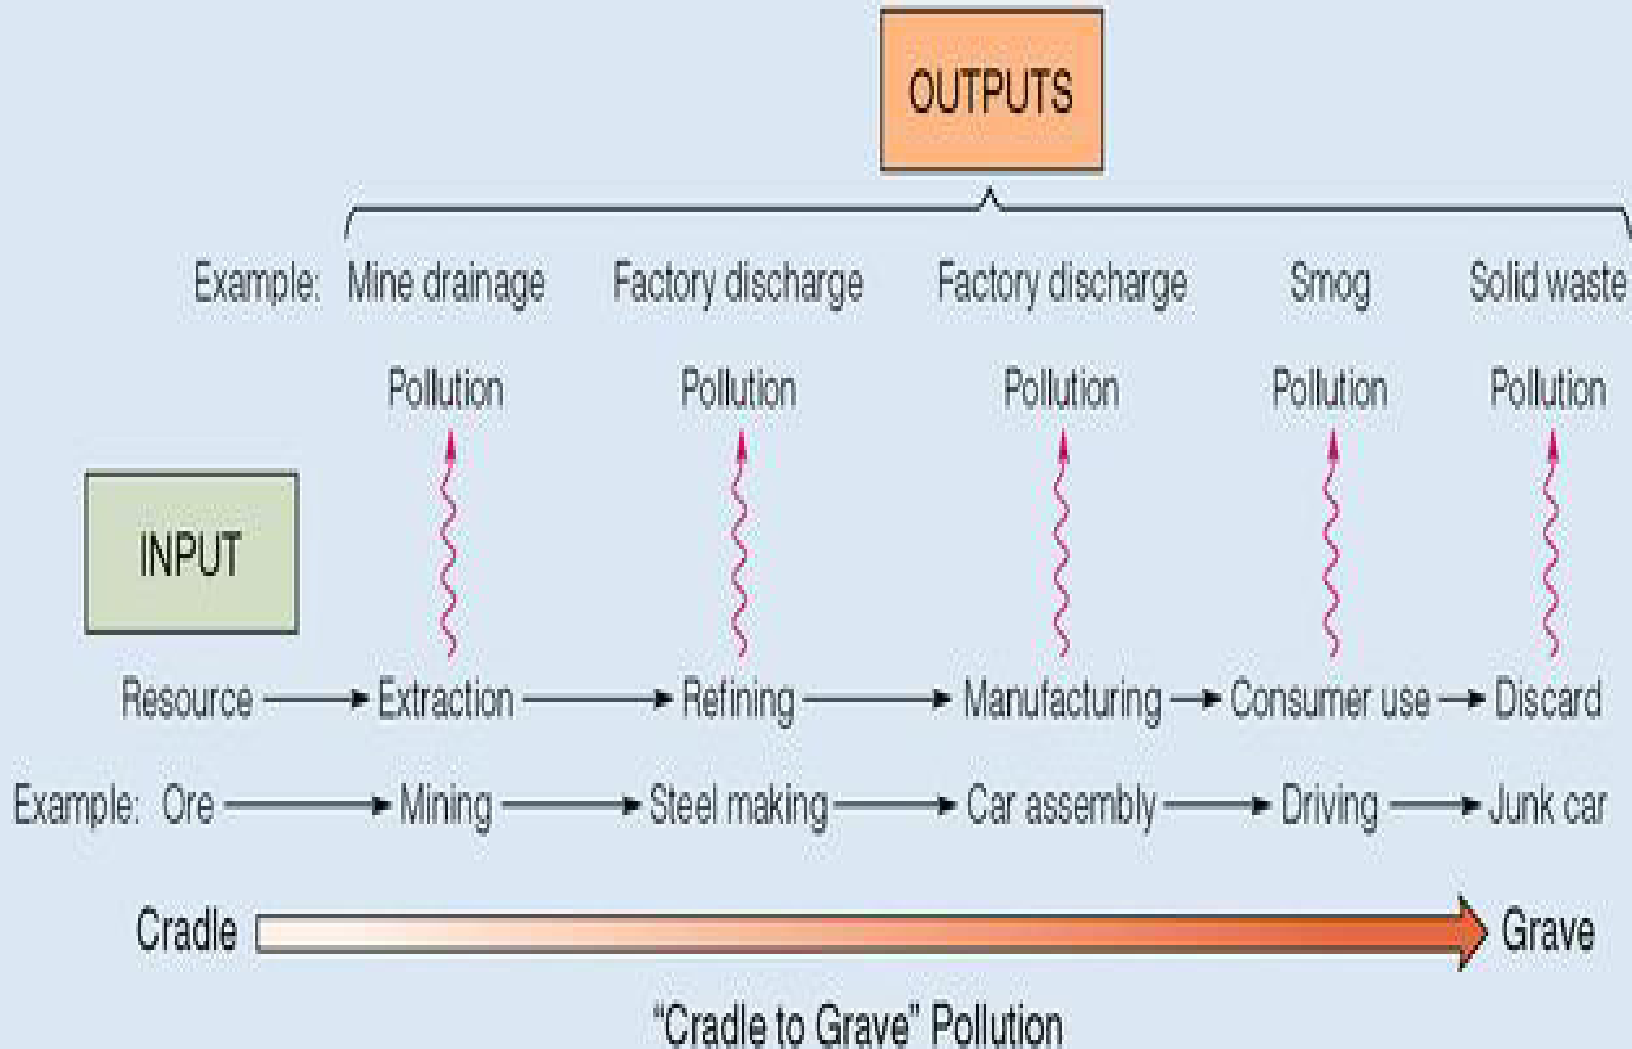 OUTPUTS
Example: Mine drainage Factory discharge Factory discharge Smog Solid waste
Pollution Pollution Pollution Pollution Pollution
INPUT
Resource Extraction Refining Manufacturing Consumer use Discard
Example: Ore Mining Steel making Car assembly Driving Junk car
Cradle Grave
"Cradle to Grave" Pollution